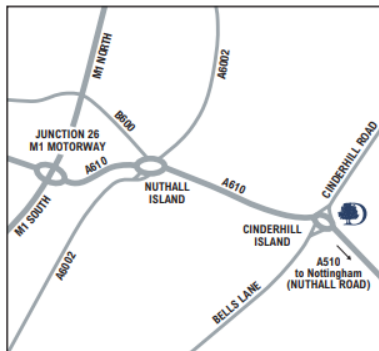 M1 NORTH
A6002
B600
JUNCTION 26
M1 MOTORWAY
A610
NUTHALL
ISLAND
A610
CINDERHILL ROAD
M1 SOUTH
A6002
CINDERHILL
ISLAND
A510
to Nottingham
(NUTHALL ROAD)
BELLS LANE